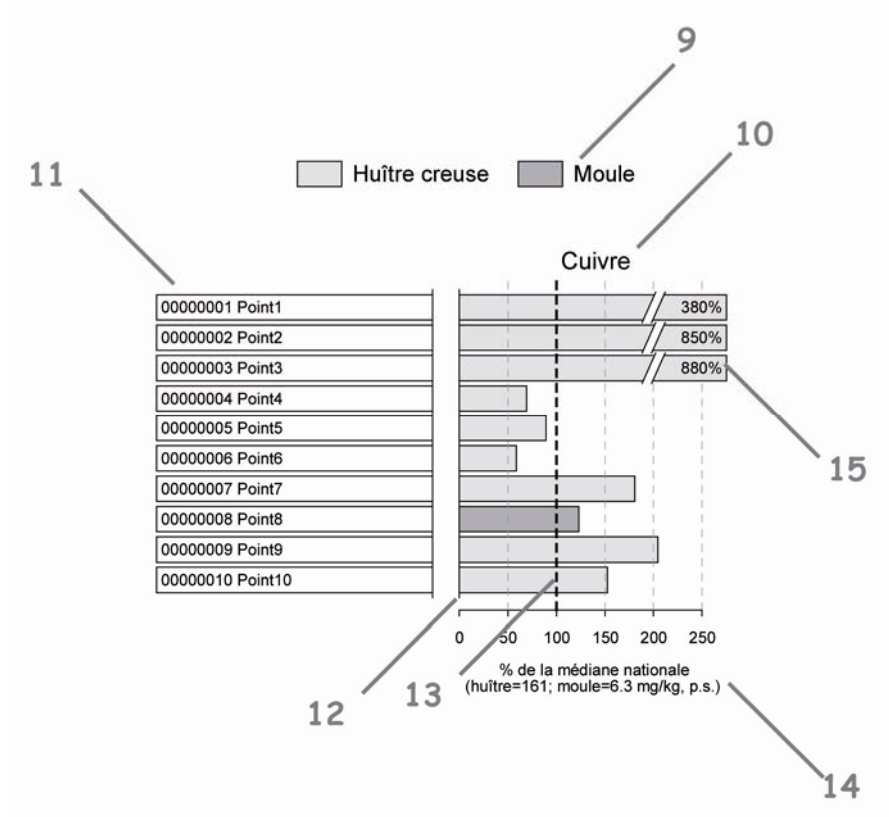 9
10
11
Huître creuse Moule
Cuivre
00000001 Point1 380%
00000002 Point2 850%
00000003 Point3 880%
00000004 Point4
00000005 Point5
00000006 Point6
15
00000007 Point7
00000008 Point8
00000009 Point9
00000010 Point10
0 50 100 150 200 250
% de la médiane nationale
(huître=161; moule=6.3 mg/kg, p.s.)
13
12
14